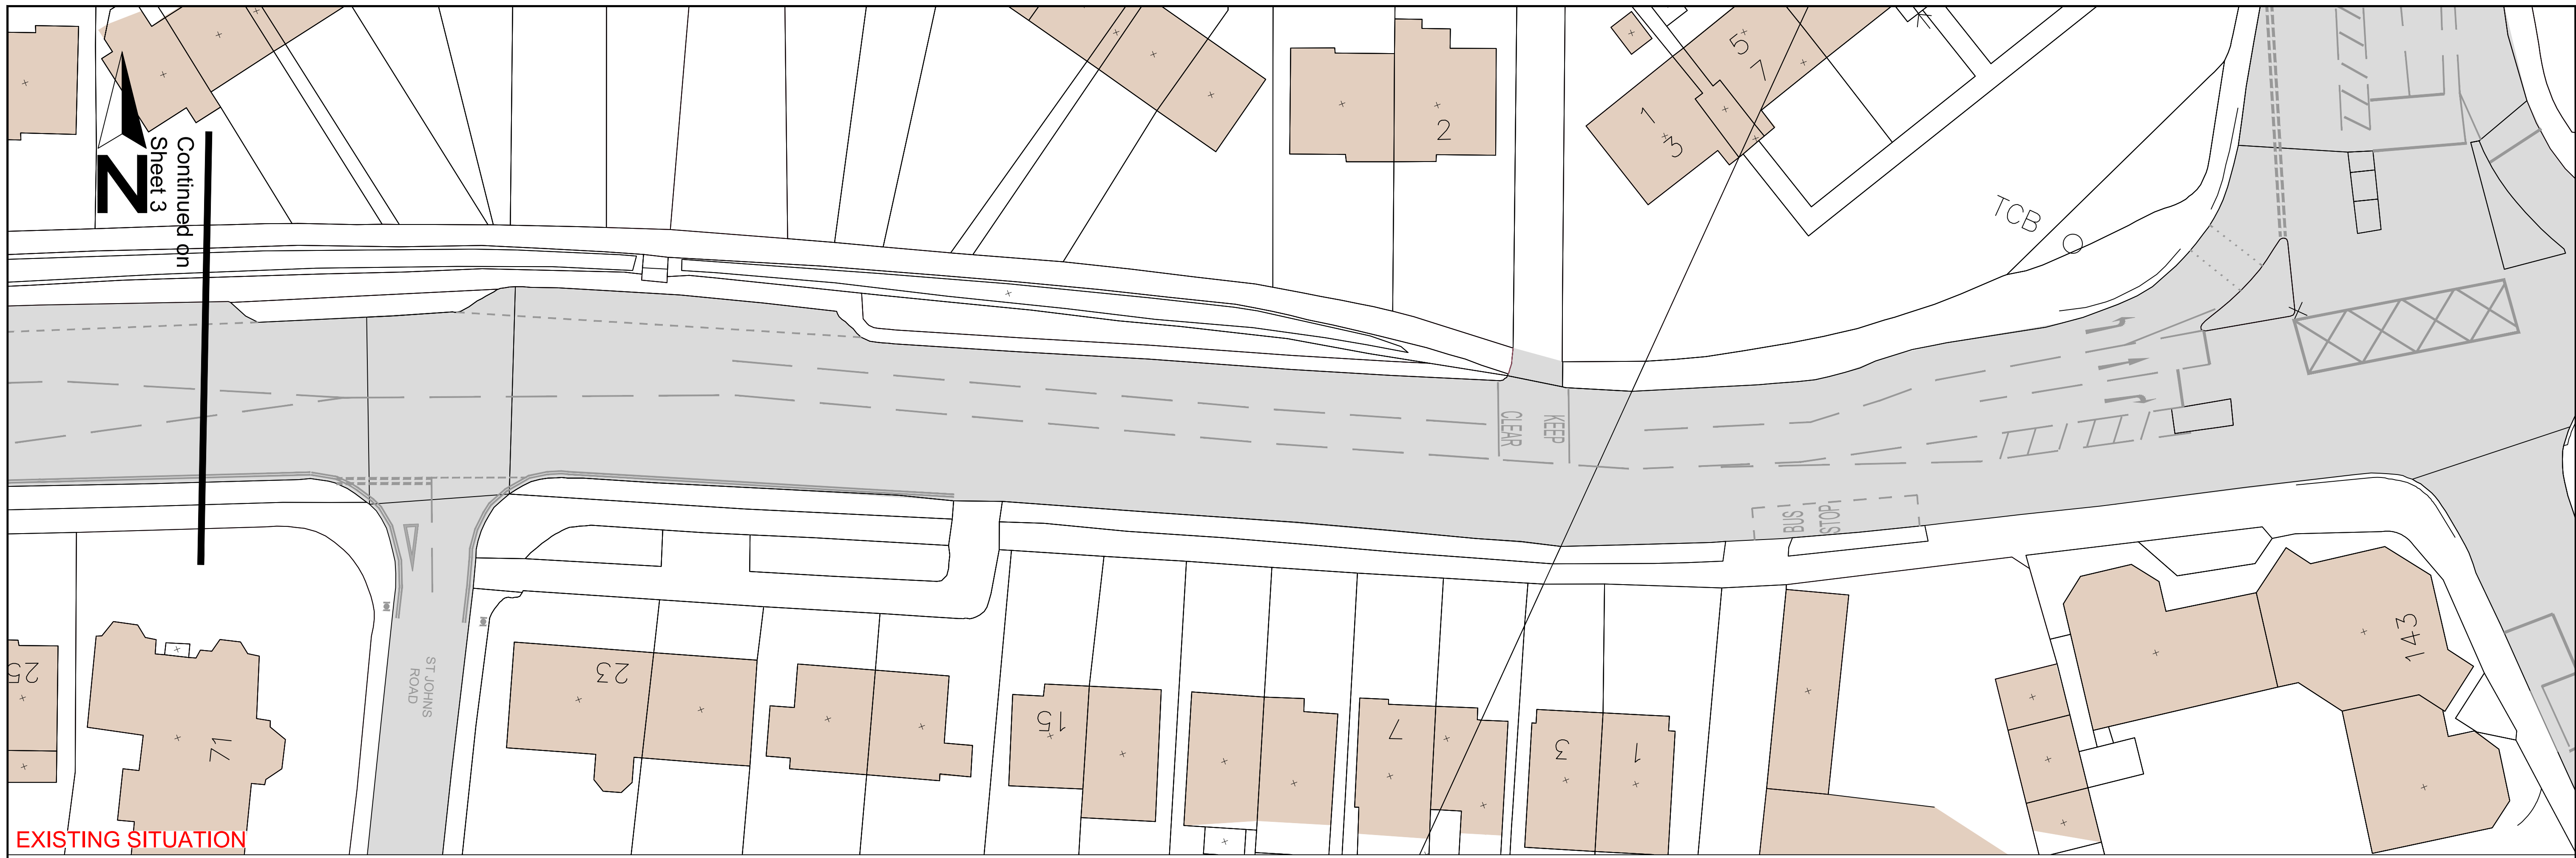 Continued on
Sheet 3
N
2
5
7
1
3
TCB
KEEP
CLEAR
BUS
STOP
ST JOHNS
ROAD
25
23
15
7
3
1
143
EXISTING SITUATION